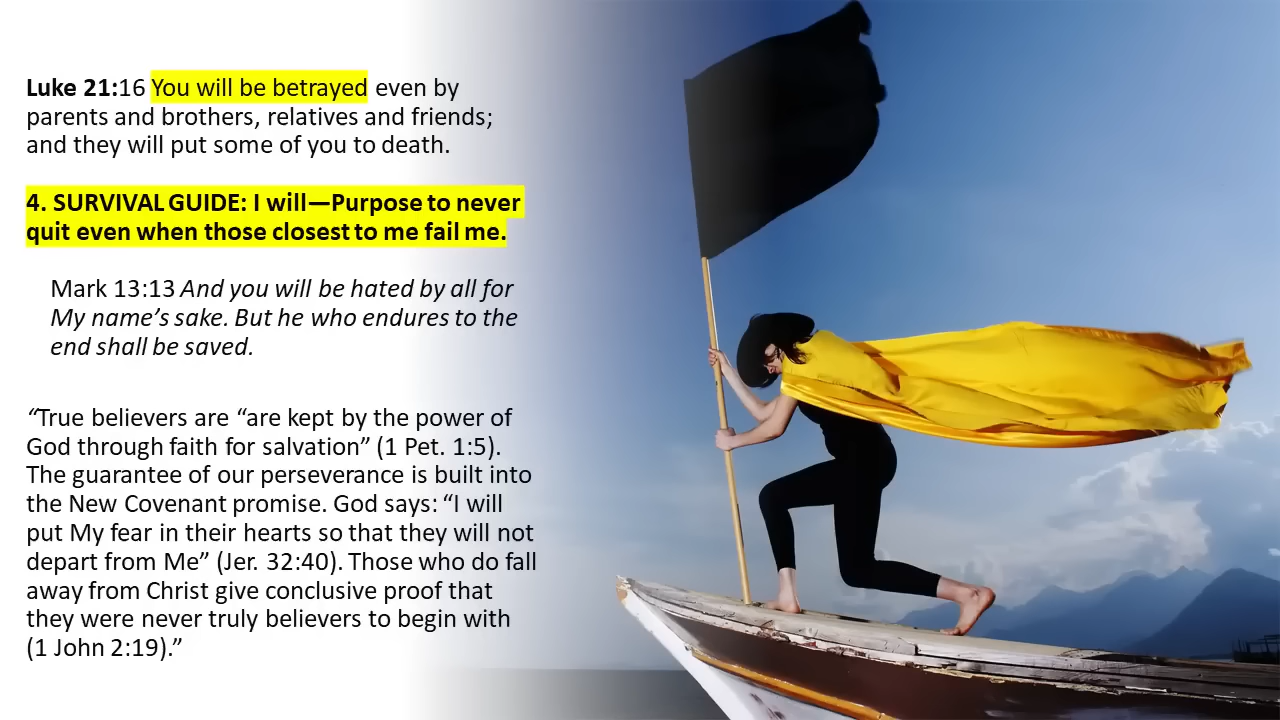 Luke 21:16 You will be betrayed even by
parents and brothers, relatives and friends;
and they will put some of you to death.
4. SURVIVAL GUIDE: I will—Purpose to never
quit even when those closest to me fail me.
Mark 13:13 And you will be hated by all for
My name’s sake. But he who endures to the
end shall be saved.
“True believers are “are kept by the power of
God through faith for salvation” (1 Pet. 1:5).
The guarantee of our perseverance is built into
the New Covenant promise. God says: “I will
put My fear in their hearts so that they will not
depart from Me” (Jer. 32:40). Those who do fall
away from Christ give conclusive proof that
they were never truly believers to begin with
(1 John 2:19).”